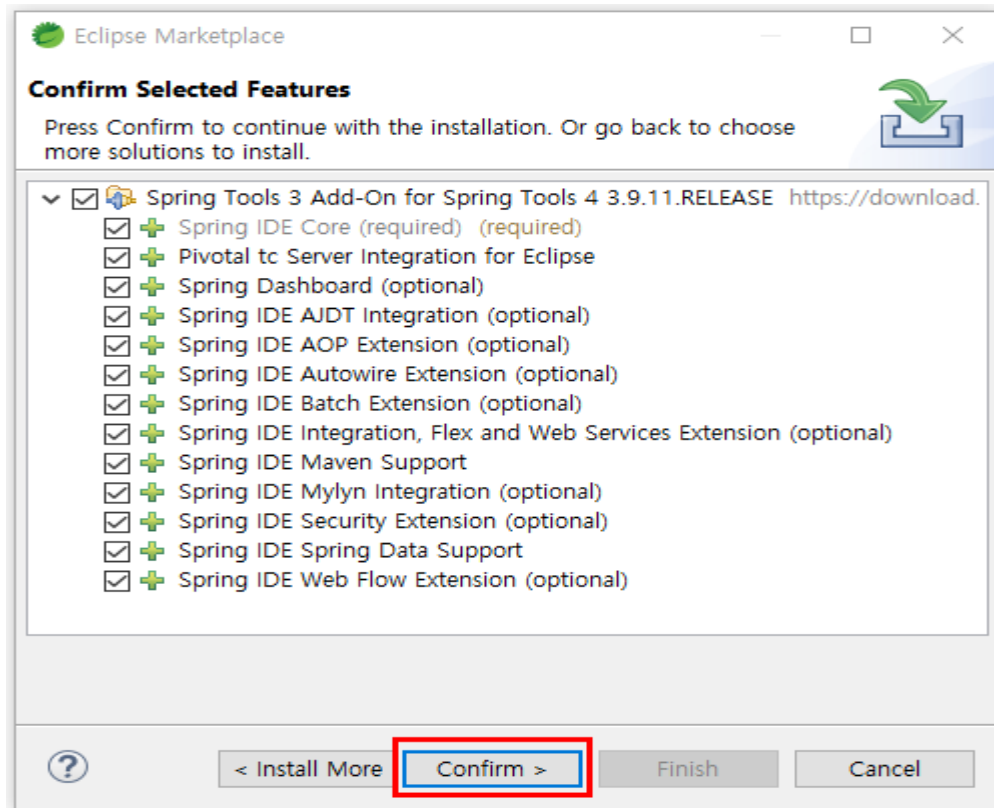 Eclipse Marketplace
Confirm Selected Features
Press Confirm to continue with the installation. Or go back to choose
more solutions to install.
Spring Tools 3 Add-On for Spring Tools 4 3.9.11.RELEASE https://download.
Spring IDE Core (required) (required)
Pivotal tc Server Integration for Eclipse
Spring Dashboard (optional)
Spring IDE AJDT Integration (optional)
Spring IDE AOP Extension (optional)
Spring IDE Autowire Extension (optional)
Spring IDE Batch Extension (optional)
Spring IDE Integration, Flex and Web Services Extension (optional)
Spring IDE Maven Support
Spring IDE Mylyn Integration (optional)
Spring IDE Security Extension (optional)
Spring IDE Spring Data Support
Spring IDE Web Flow Extension (optional)
? < Install More Confirm > Finish Cancel